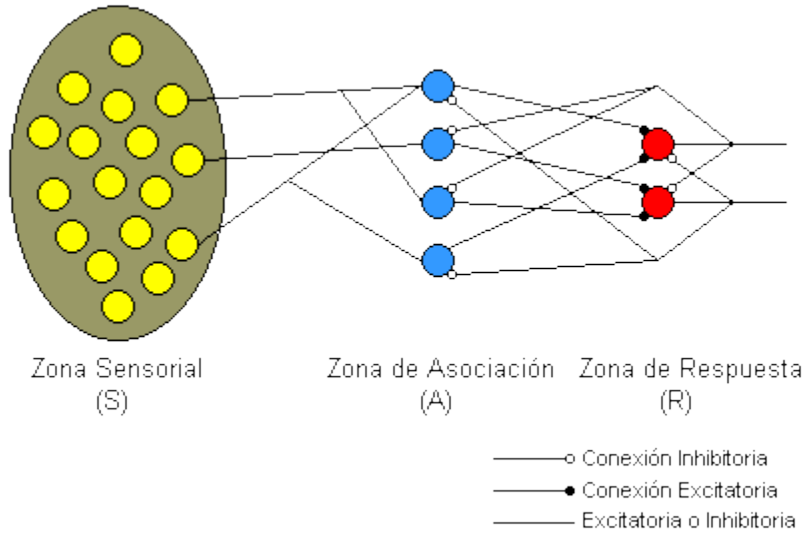 Zona Sensorial
(S)
Zona de Asociación
(A)
Zona de Respuesta
(R)
Conexión Inhibitoria
Conexión Excitatoria
Excitatoria o Inhibitoria